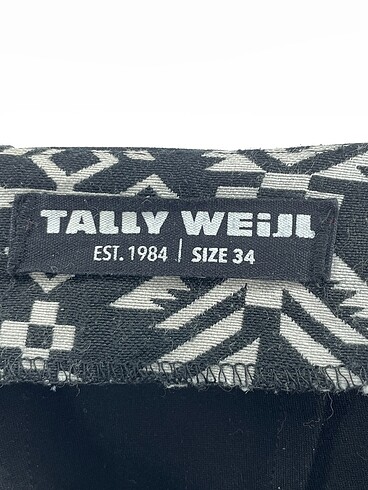 TALLY WEiJL
EST. 1984 | SIZE 34